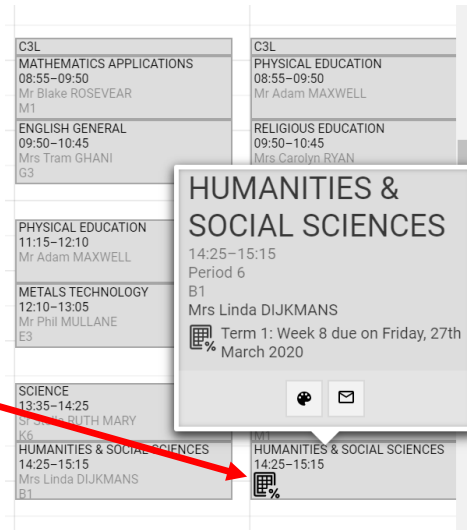 C3L
MATHEMATICS APPLICATIONS
08:55–09:50
Mr Blake ROSEVEAR
M1
ENGLISH GENERAL
09:50–10:45
Mrs Tram GHANI
G3
PHYSICAL EDUCATION
11:15–12:10
Mr Adam MAXWELL
METALS TECHNOLOGY
12:10–13:05
Mr Phil MULLANE
E3
SCIENCE
13:35–14:25
RUTH MARY
K6
HUMANITIES & SOCIAL SCIENCES
14:25–15:15
Mrs Linda DIJKMANS
B1
C3L
PHYSICAL EDUCATION
08:55–09:50
Mr Adam MAXWELL
RELIGIOUS EDUCATION
09:50–10:45
Mrs Carolyn RYAN
HUMANITIES &
SOCIAL SCIENCES
14:25–15:15
Period 6
B1
Mrs Linda DIJKMANS
% Term 1: Week 8 due on Friday, 27th
March 2020
M1
HUMANITIES & SOCIAL SCIENCES
14:25–15:15
%